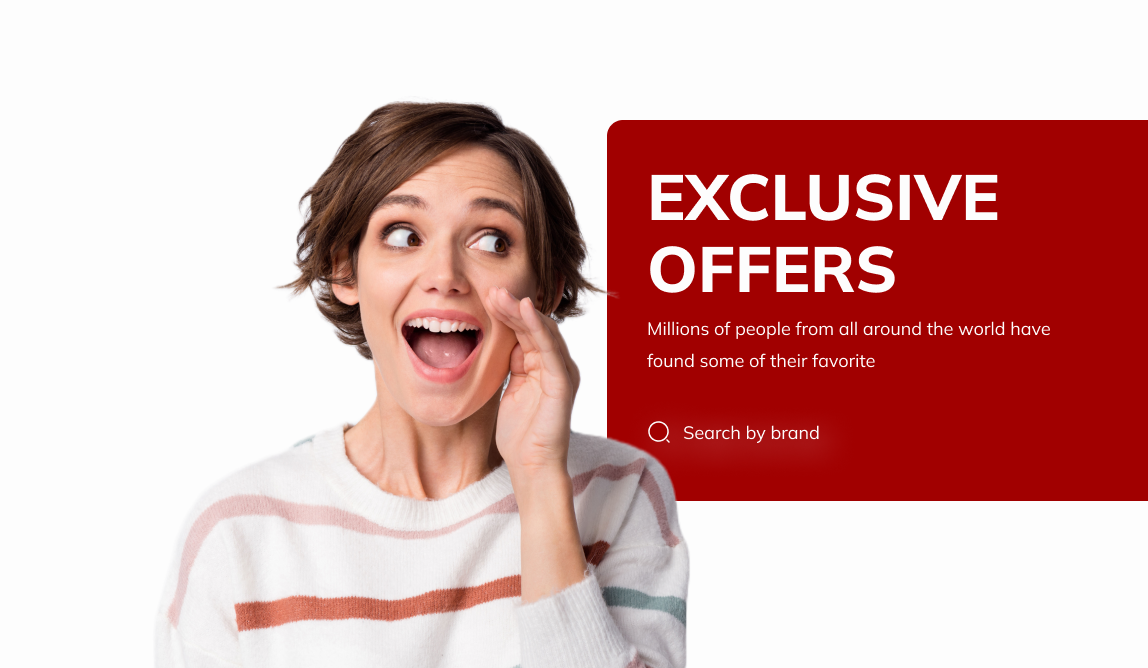 EXCLUSIVE
OFFERS
Millions of people from all around the world have
found some of their favorite
Search by brand